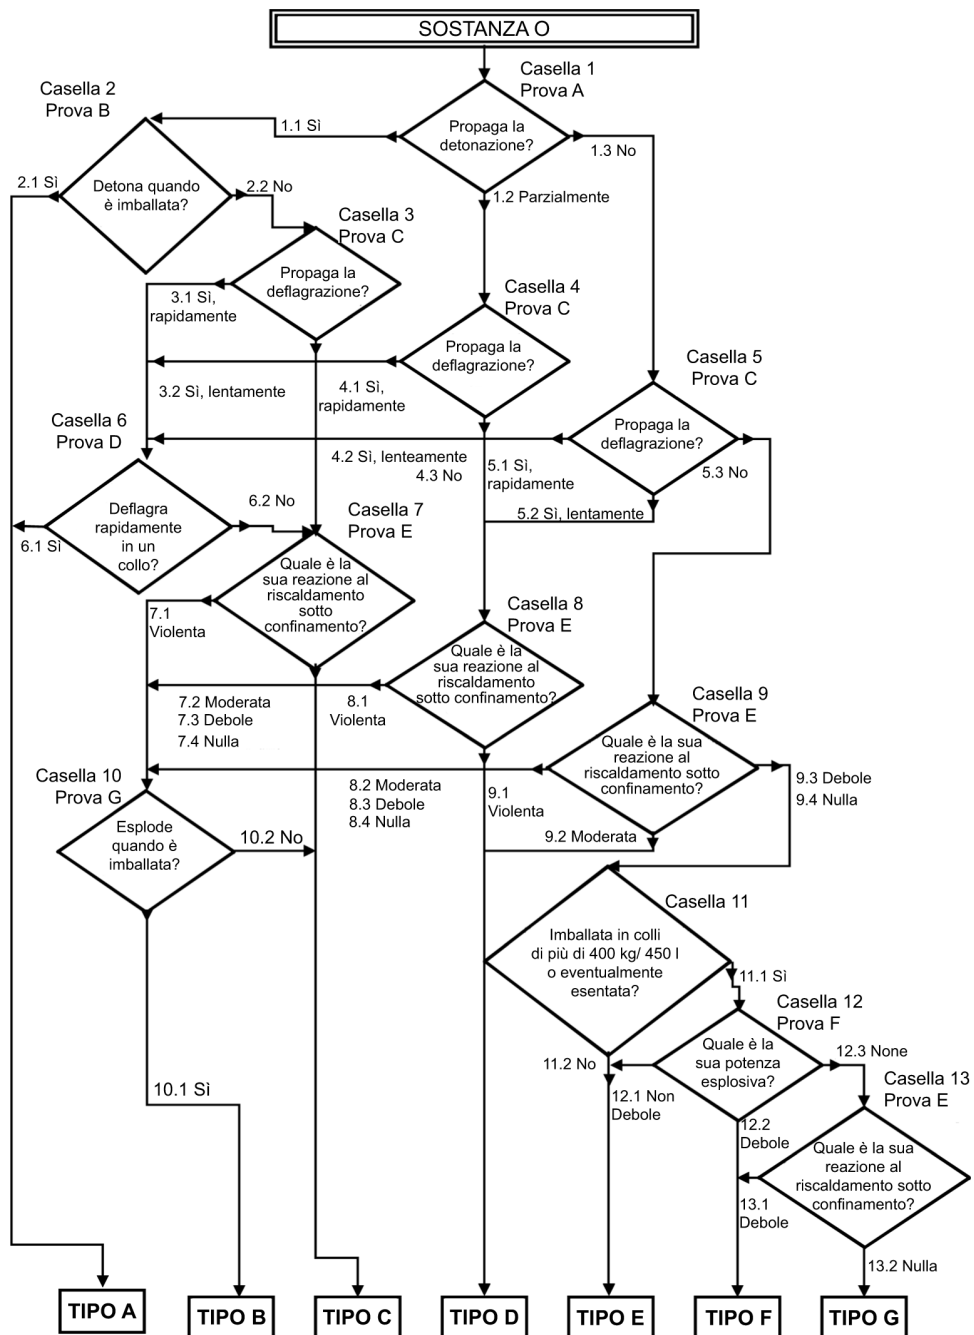 SOSTANZA O
Casella 1
Prova A
Propaga la
detonazione?
1.1 Sì
1.3 No
1.2 Parzialmente
Casella 2
Prova B
Detona quando
è imballata?
2.1 Sì
2.2 No
Casella 3
Prova C
Propaga la
deflagrazione?
3.1 Sì,
rapidamente
3.2 Sì, lentamente
Casella 4
Prova C
Propaga la
deflagrazione?
4.1 Sì,
rapidamente
4.2 Sì, lenteamente
4.3 No
Casella 5
Prova C
Propaga la
deflagrazione?
5.1 Sì,
rapidamente
5.2 Sì, lentamente
5.3 No
Casella 6
Prova D
Deflagra
rapidamente
in un
collo?
6.1 Sì
6.2 No
Casella 7
Prova E
Quale è la
sua reazione al
riscaldamento
sotto
confinamento?
7.1
Violenta
7.2 Moderata
7.3 Debole
7.4 Nulla
Casella 8
Prova E
Quale è la
sua reazione al
riscaldamento
sotto confinamento?
8.1
Violenta
8.2 Moderata
8.3 Debole
8.4 Nulla
Casella 9
Prova E
Quale è la sua
reazione al
riscaldamento sotto
confinamento?
9.1
Violenta
9.2 Moderata
9.3 Debole
9.4 Nulla
Casella 10
Prova G
Esplode
quando è
imballata?
10.2 No
10.1 Sì
Casella 11
Imballata in colli
di più di 400 kg/ 450 l
o eventualmente
esentata?
11.1 Sì
11.2 No
Casella 12
Prova F
Quale è la
sua potenza
esplosiva?
12.1 Non
Debole
12.2
Debole
12.3 None
Casella 13
Prova E
Quale è la sua
reazione al
riscaldamento sotto
confinamento?
13.1
Debole
13.2 Nulla
TIPO A
TIPO B
TIPO C
TIPO D
TIPO E
TIPO F
TIPO G